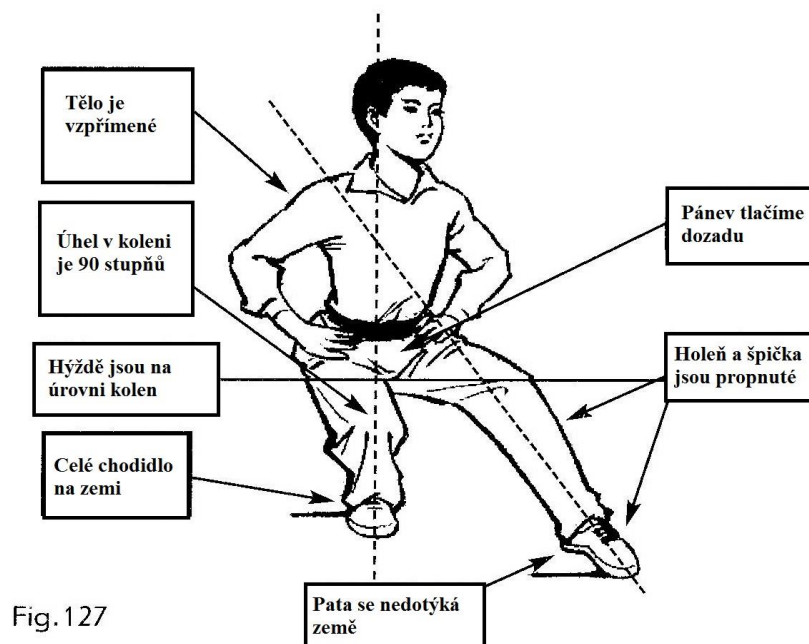 Tělo je
vzpřímené
Úhel v koleni
je 90 stupňů
Pánev tlačíme
dozadu
Hýždě jsou na
úrovni kolen
Holeň a špička
jsou propnuté
Celé chodidlo
na zemi
Pata se nedotýká
země
Fig.127